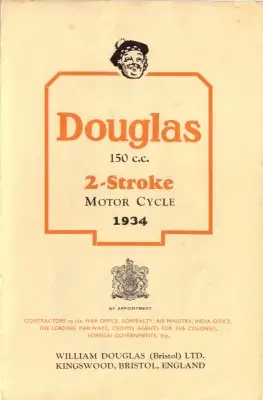 Douglas
150 c.c.
2-Stroke
MOTOR CYCLE
1934
BY APPOINTMENT
CONTRACTORS to the WAR OFFICE, ADMIRALTY, AIR MINISTRY, INDIA OFFICE,
THE LEADING RAILWAYS, CROWN AGENTS FOR THE COLONIES,
FOREIGN GOVERNMENTS, Etc.
WILLIAM DOUGLAS (Bristol) LTD.
KINGSWOOD, BRISTOL, ENGLAND